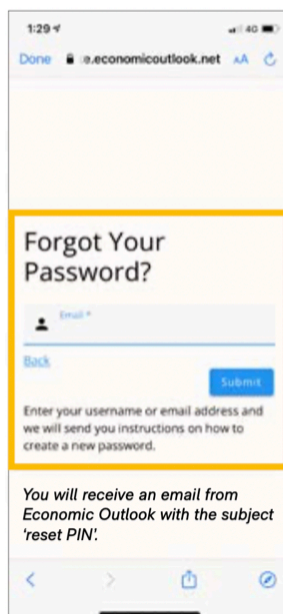 1:29
4G
Done .economicoutlook.net AA
Forgot Your
Password?
Email *
Back
Submit
Enter your username or email address and
we will send you instructions on how to
create a new password.
You will receive an email from
Economic Outlook with the subject
‘reset PIN’.